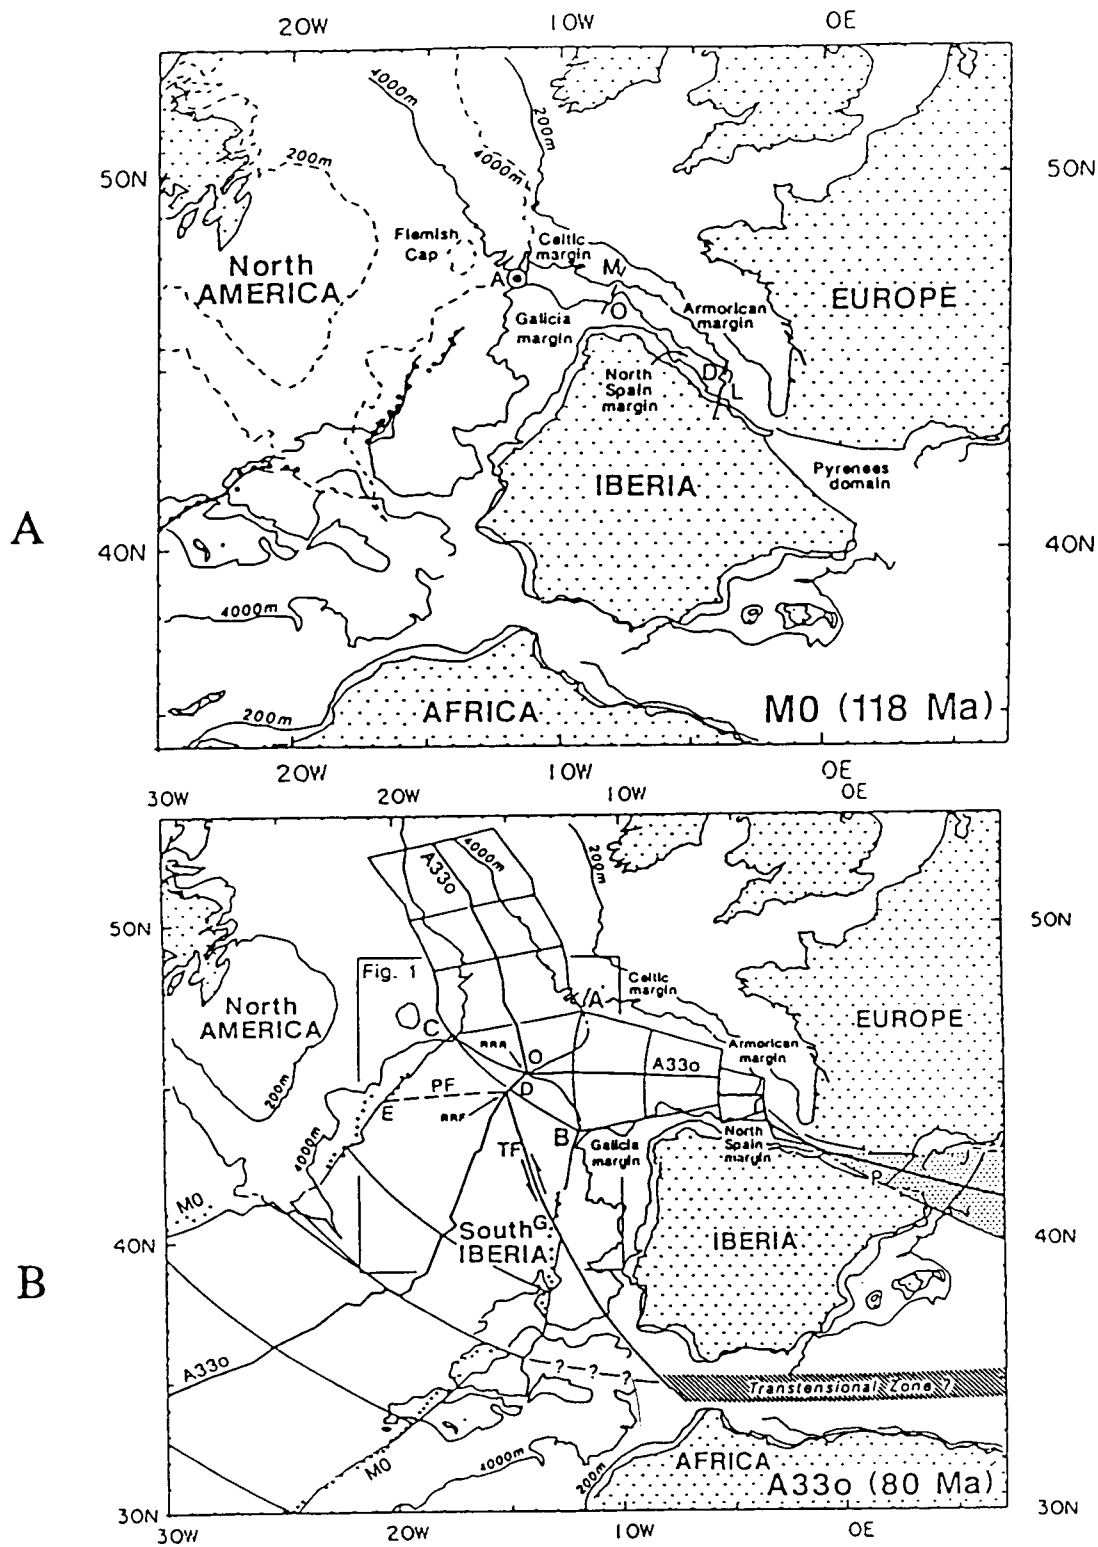 20W 10W 0E
4000m
200m
4000m
200m
50N 50N
Flemish
Cap
Celtic
margin
North
AMERICA
A
M
O
EUROPE
Galicia
margin
Armorican
margin
North
Spain
margin
D
L
IBERIA
Pyrenees
domain
A
40N 40N
4000m
200m
AFRICA
M0 (118 Ma)
20W 10W 0E
30W 20W 10W 0E
A33o
4000m
200m
50N 50N
Fig. 1
Celtic
margin
North
AMERICA
C
A
EUROPE
RRR
O
Armorican
margin
A33o
200m
PF
D
E
RRF
B
TF
Galicia
margin
North
Spain
margin
4000m
P
M0
South
IBERIA
G
IBERIA
40N 40N
B
A33o
? ?
?
Transtensional Zone ?
M0
4000m
200m
AFRICA
A33o (80 Ma)
30N 30N
30W 20W 10W 0E